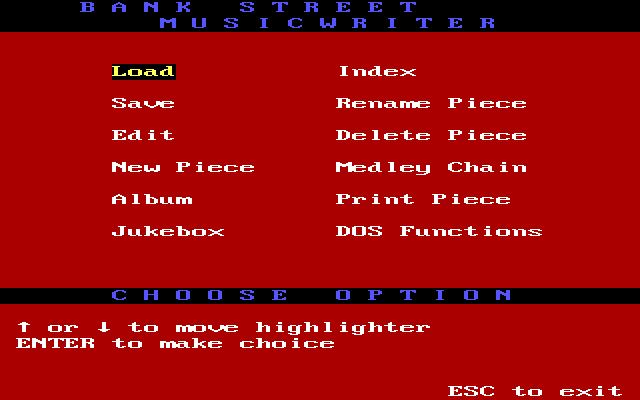 BANK STREET
MUSICWRITER
Load
Save
Edit
New Piece
Album
Jukebox
Index
Rename Piece
Delete Piece
Medley Chain
Print Piece
DOS Functions
CHOOSE OPTION
↑ or ↓ to move highlighter
ENTER to make choice
ESC to exit